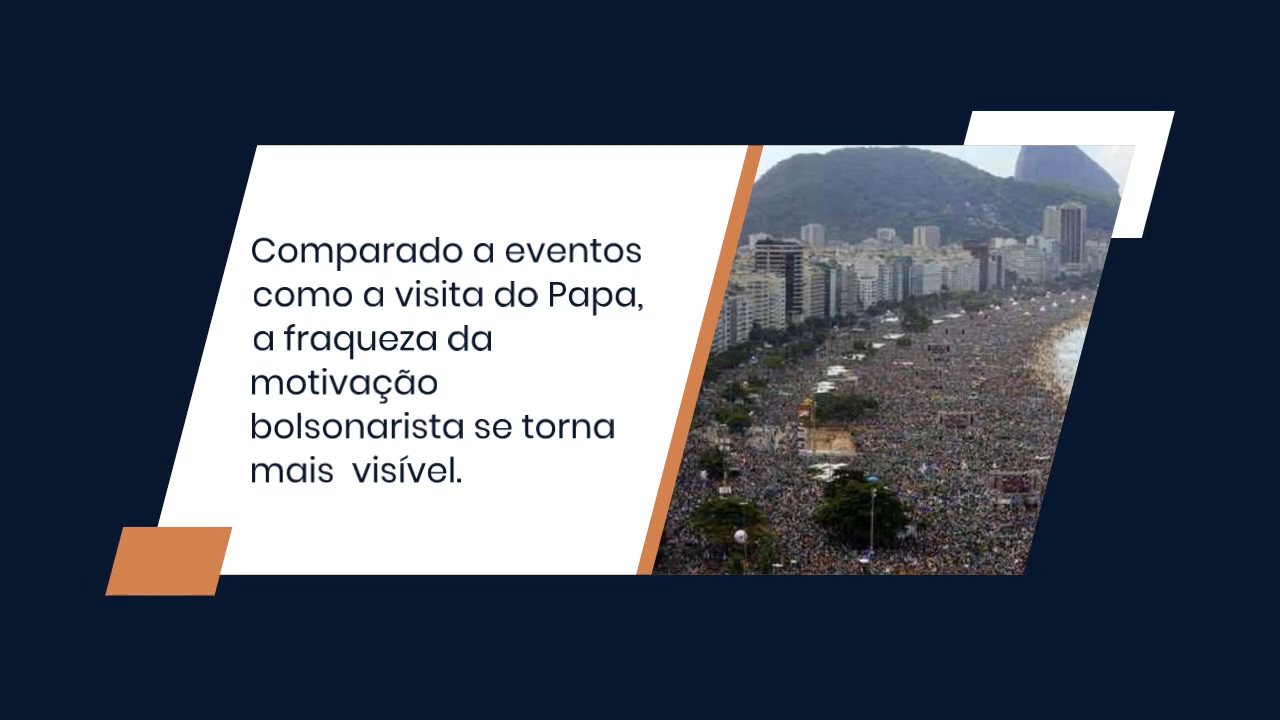 Comparado a eventos
como a visita do Papa,
a fraqueza da
motivação
bolsonarista se torna
mais  visível.